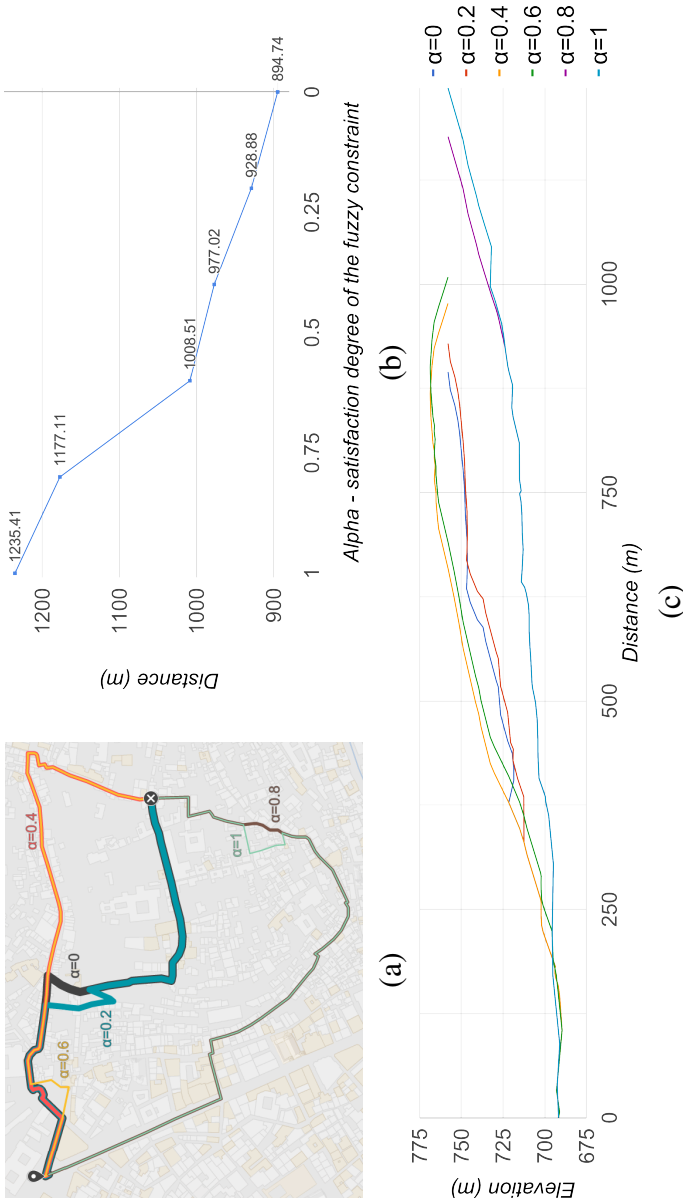 α=0.4
α=0
α=0.6
α=0.2
α=1
α=0.8
(a)
1235.41
1177.11
1008.51
977.02
928.88
894.74
1200
1100
1000
900
Distance (m)
1
0.75
0.5
0.25
0
Alpha - satisfaction degree of the fuzzy constraint
(b)
α=0
α=0.2
α=0.4
α=0.6
α=0.8
α=1
775
750
725
700
675
Elevation (m)
0
250
500
750
1000
Distance (m)
(c)